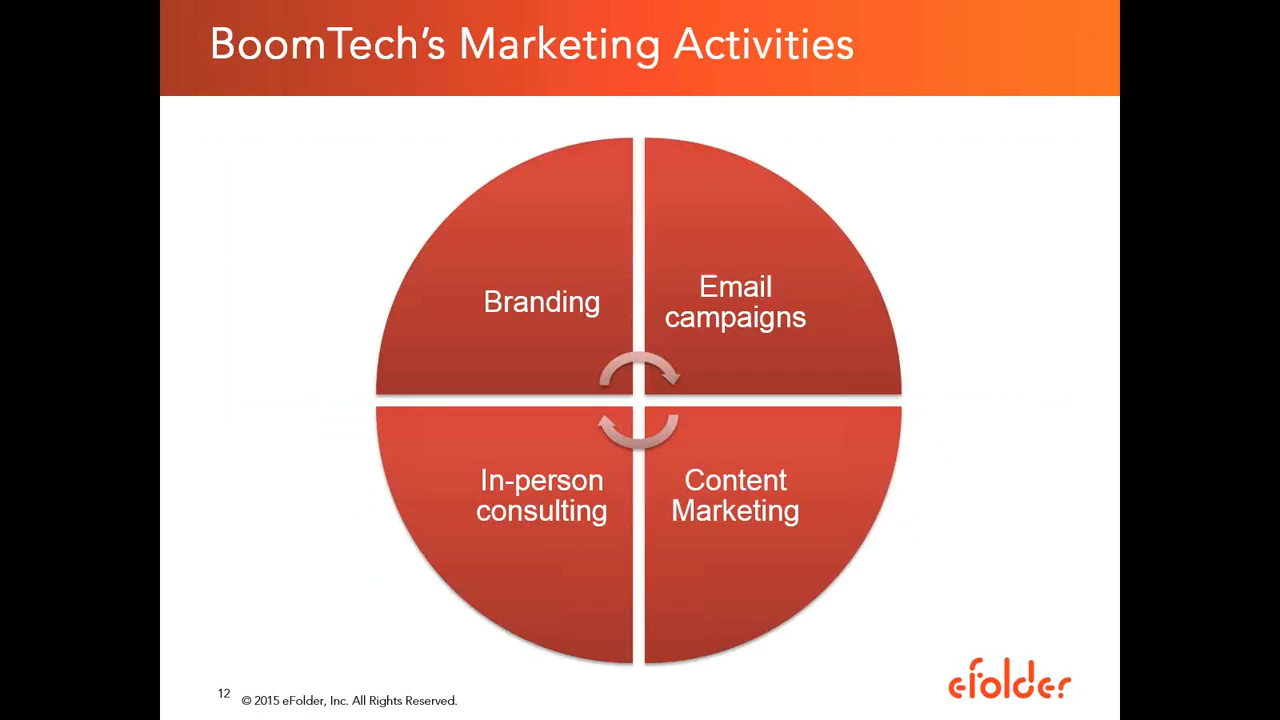 BoomTech’s Marketing Activities
Branding
Email
campaigns
In-person
consulting
Content
Marketing
12
© 2015 eFolder, Inc. All Rights Reserved.
eFolder